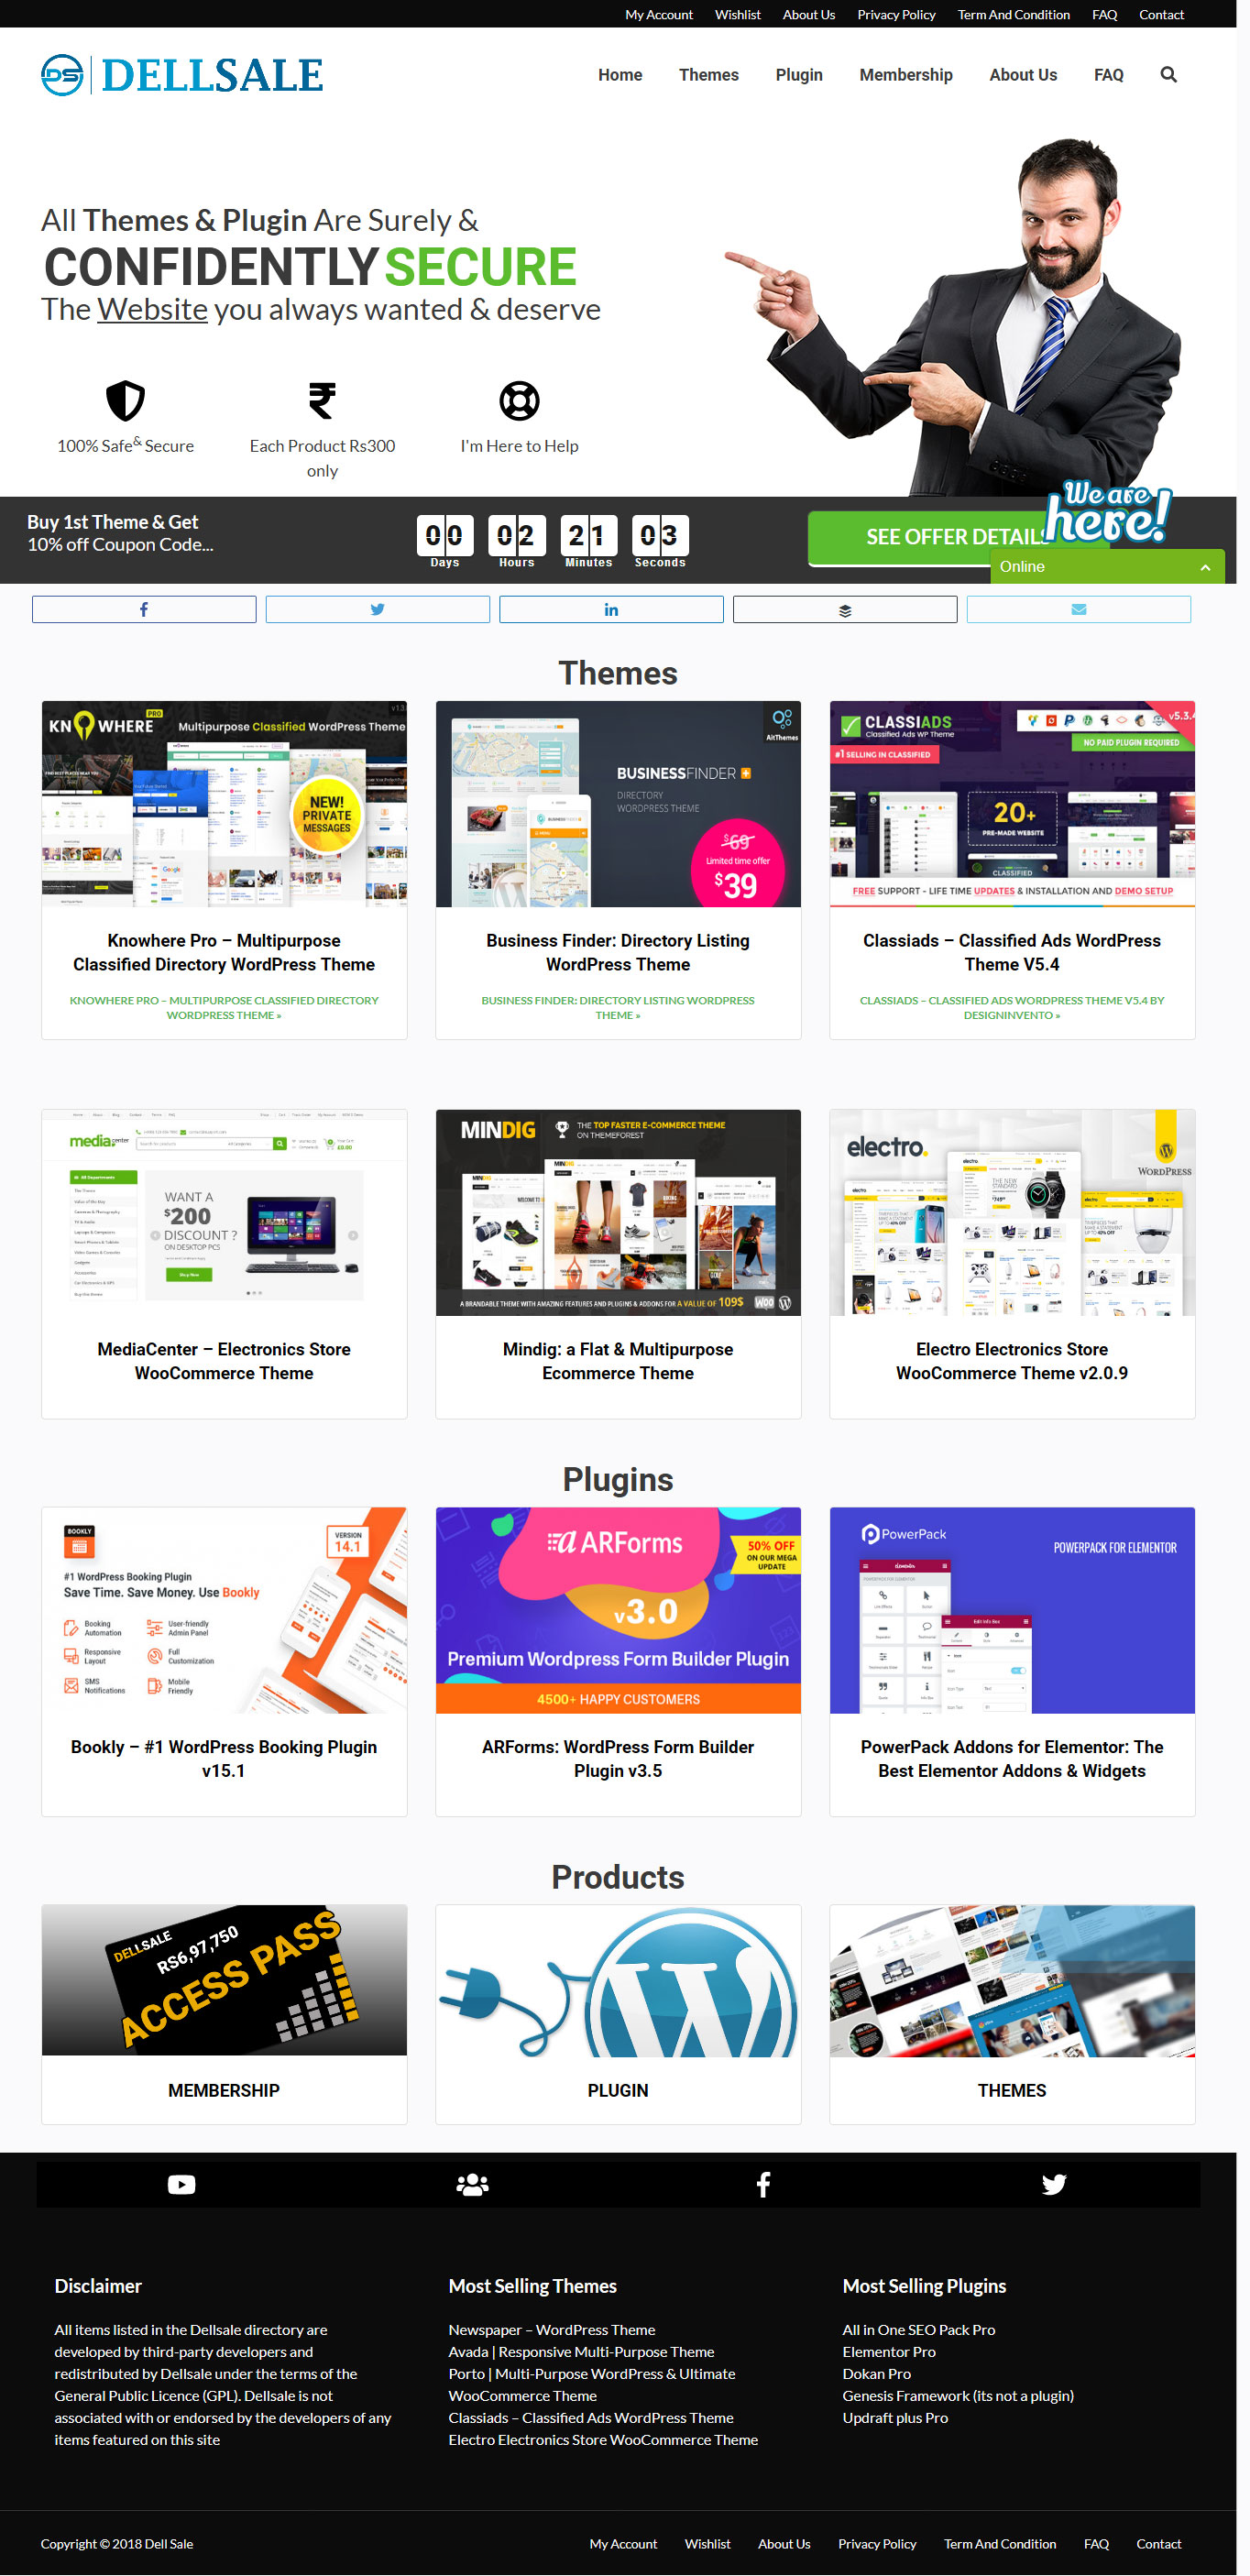 My Account Wishlist About Us Privacy Policy Term And Condition FAQ Contact
DS DELLSALE
Home Themes Plugin Membership About Us FAQ
All Themes & Plugin Are Surely &
CONFIDENTLY SECURE
The Website you always wanted & deserve
100% Safe& Secure
Each Product Rs300
only
I'm Here to Help
Buy 1st Theme & Get
10% off Coupon Code...
00 02 21 03
Days Hours Minutes Seconds
SEE OFFER DETAILS
We are
here!
Online
Themes
KNOWHERE PRO
Multipurpose Classified WordPress Theme
NEW!
PRIVATE
MESSAGES
Google
Knowhere Pro – Multipurpose
Classified Directory WordPress Theme
KNOWHERE PRO – MULTIPURPOSE CLASSIFIED DIRECTORY
WORDPRESS THEME »
AitThemes
BUSINESSFINDER
DIRECTORY
WORDPRESS THEME
$69
Limited time offer
$39
Business Finder: Directory Listing
WordPress Theme
BUSINESS FINDER: DIRECTORY LISTING WORDPRESS
THEME »
CLASSIADS
Classified Ads WP Theme
v5.3.4
#1 SELLING IN CLASSIFIED
NO PAID PLUGIN REQUIRED
20+
PRE-MADE WEBSITE
CLASSIFIED
FREE SUPPORT - LIFE TIME UPDATES & INSTALLATION AND DEMO SETUP
Classiads – Classified Ads WordPress
Theme V5.4
CLASSIADS – CLASSIFIED ADS WORDPRESS THEME V5.4 BY
DESIGNINVENTO »
mediacenter
Search for products
All Departments
WANT A
$200
DISCOUNT ?
ON DESKTOP PCS
Buy Now
MediaCenter – Electronics Store
WooCommerce Theme
MINDIG
THE TOP FASTER E-COMMERCE THEME
ON THEMEFOREST
A BRANDABLE THEME WITH AMAZING FEATURES AND PLUGINS & ADDONS FOR A VALUE OF 109$
WOO
Mindig: a Flat & Multipurpose
Ecommerce Theme
electro.
WORDPRESS
THE NEW
STANDARD
Electro Electronics Store
WooCommerce Theme v2.0.9
Plugins
BOOKLY
VERSION
14.1
#1 WordPress Booking Plugin
Save Time. Save Money. Use Bookly
Booking
Automation
User-friendly
Admin Panel
Responsive
Layout
Full
Customization
SMS
Notifications
Mobile
Friendly
Bookly – #1 WordPress Booking Plugin
v15.1
ARForms
50% OFF
ON OUR MEGA
UPDATE
v3.0
Premium Wordpress Form Builder Plugin
4500+ HAPPY CUSTOMERS
ARForms: WordPress Form Builder
Plugin v3.5
PowerPack
POWERPACK FOR ELEMENTOR
elementor
Edit Info Box
PowerPack Addons for Elementor: The
Best Elementor Addons & Widgets
Products
DELLSALE
RS6,97,750
ACCESS PASS
MEMBERSHIP
PLUGIN
THEMES
Disclaimer
All items listed in the Dellsale directory are
developed by third-party developers and
redistributed by Dellsale under the terms of the
General Public Licence (GPL). Dellsale is not
associated with or endorsed by the developers of any
items featured on this site
Most Selling Themes
Newspaper – WordPress Theme
Avada | Responsive Multi-Purpose Theme
Porto | Multi-Purpose WordPress & Ultimate
WooCommerce Theme
Classiads – Classified Ads WordPress Theme
Electro Electronics Store WooCommerce Theme
Most Selling Plugins
All in One SEO Pack Pro
Elementor Pro
Dokan Pro
Genesis Framework (its not a plugin)
Updraft plus Pro
Copyright © 2018 Dell Sale
My Account Wishlist About Us Privacy Policy Term And Condition FAQ Contact